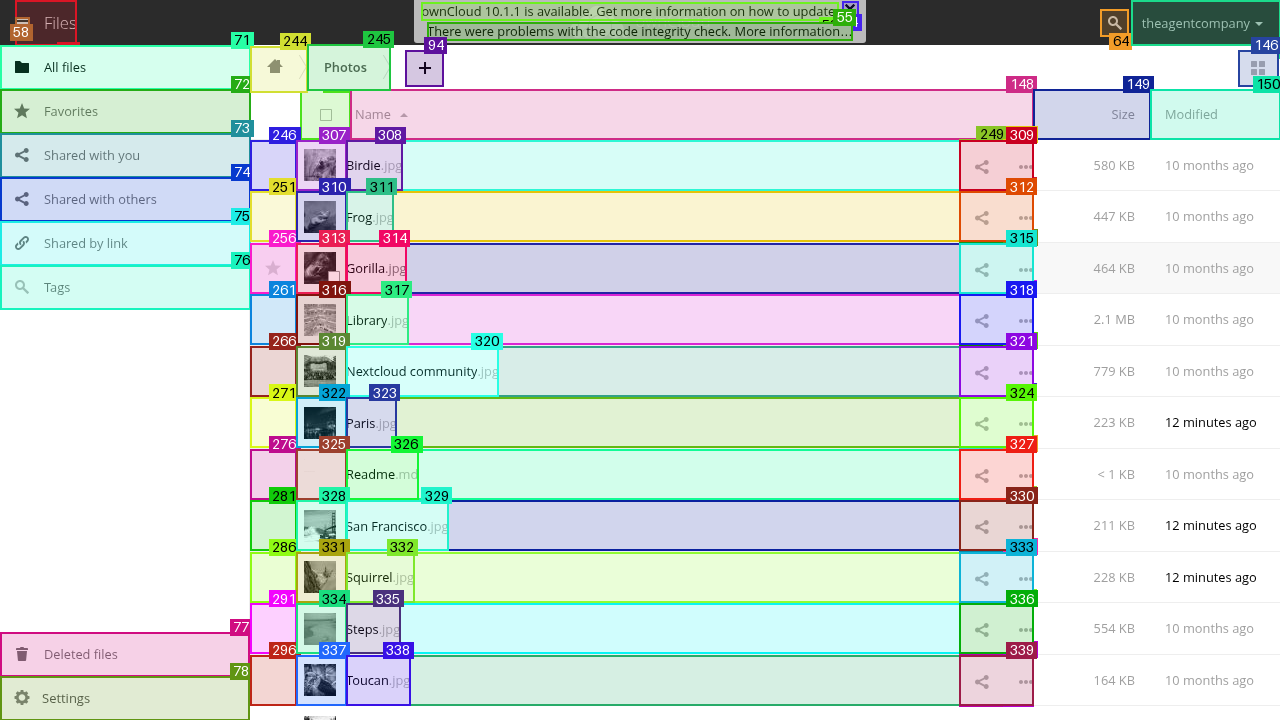 Files
58
ownCloud 10.1.1 is available. Get more information on how to update
55
There were problems with the code integrity check. More information...
64
theagentcompany
71
All files
72
Favorites
73
Shared with you
74
Shared with others
75
Shared by link
76
Tags
77
Deleted files
78
Settings
244
Photos
245
94
+
146
Name
148
149
Size
150
Modified
246
307
308
249
309
Birdie.jpg
580 KB
10 months ago
251
310
311
312
Frog.jpg
447 KB
10 months ago
256
313
314
315
Gorilla.jpg
464 KB
10 months ago
261
316
317
318
Library.jpg
2.1 MB
10 months ago
266
319
320
321
Nextcloud community.jpg
779 KB
10 months ago
271
322
323
324
Paris.jpg
223 KB
12 minutes ago
276
325
326
327
Readme.md
< 1 KB
10 months ago
281
328
329
330
San Francisco.jpg
211 KB
12 minutes ago
286
331
332
333
Squirrel.jpg
228 KB
12 minutes ago
291
334
335
336
Steps.jpg
554 KB
10 months ago
296
337
338
339
Toucan.jpg
164 KB
10 months ago